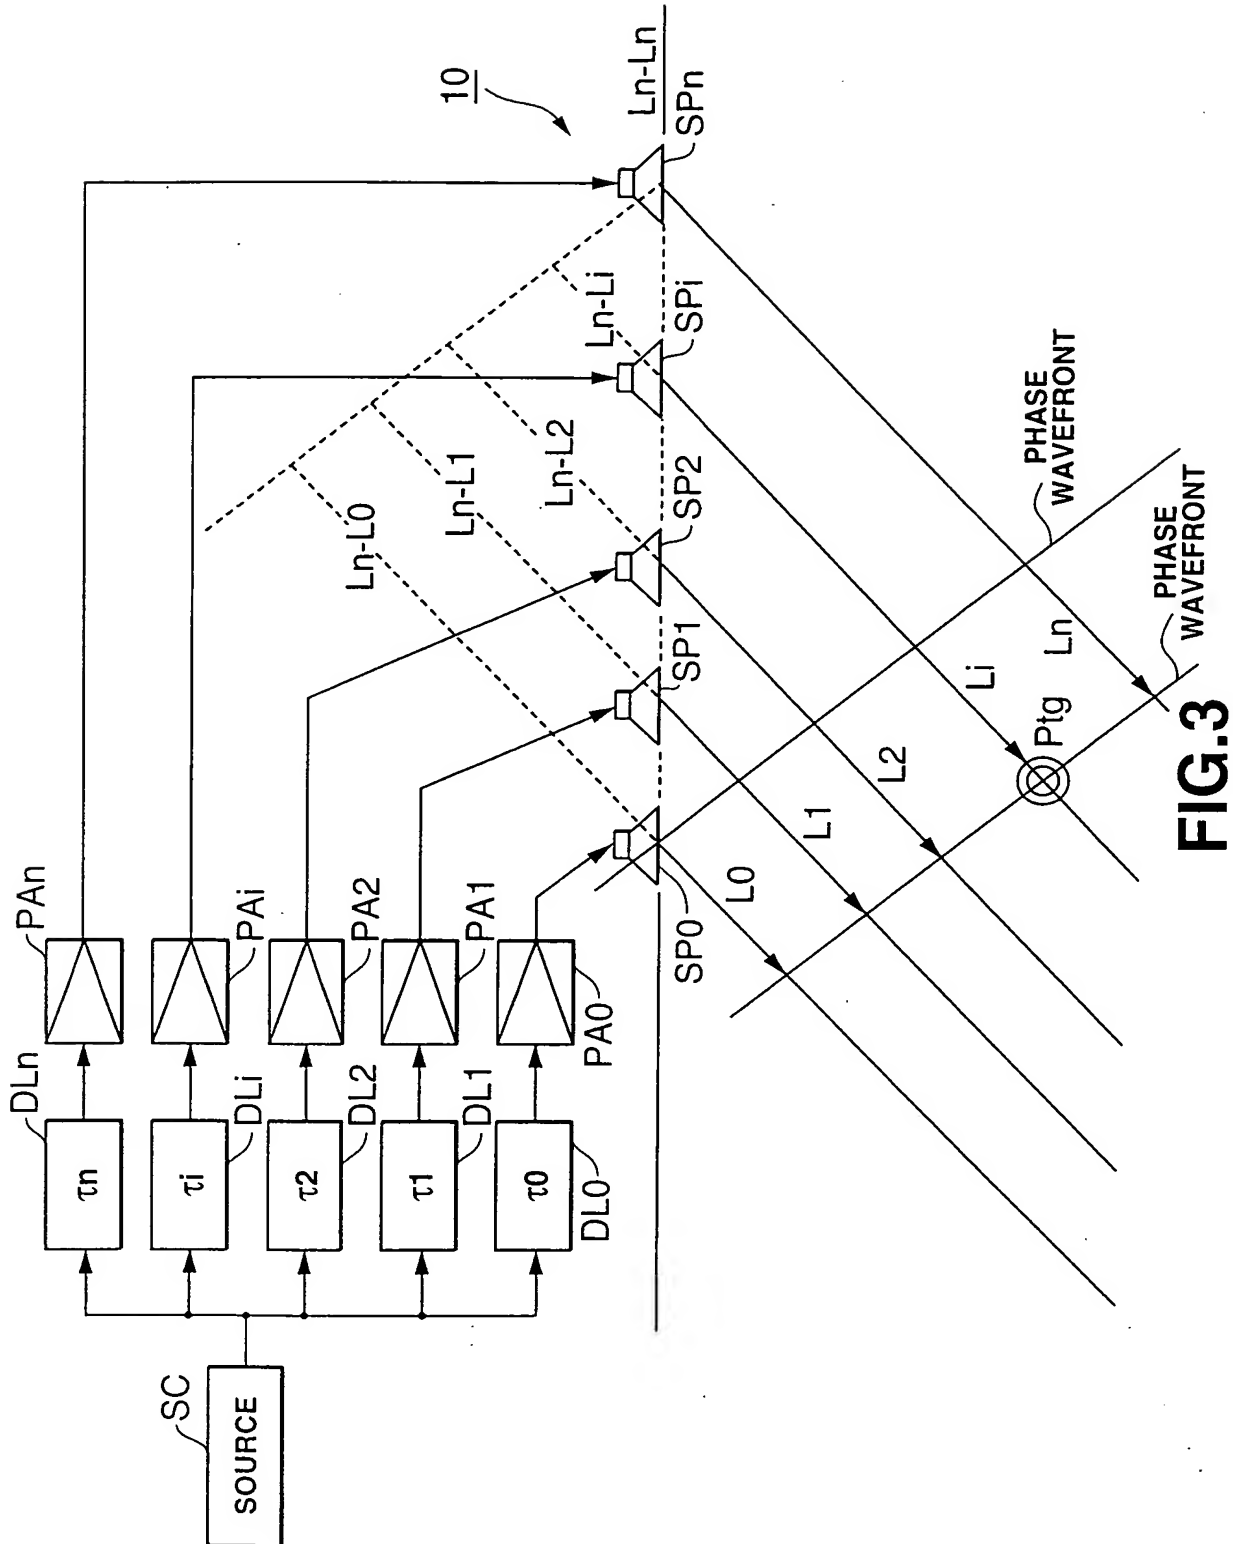 10
Ln-Ln
SPn
Ln-Li
SPi
Ln-L2
SP2
Ln-L1
SP1
Ln-L0
SP0
PAn
PAi
PA2
PA1
PA0
DLn
DLi
DL2
DL1
DL0
τn
τi
τ2
τ1
τ0
SC
SOURCE
L0
L1
L2
Li
Ln
Ptg
PHASE
WAVEFRONT
PHASE
WAVEFRONT
FIG.3